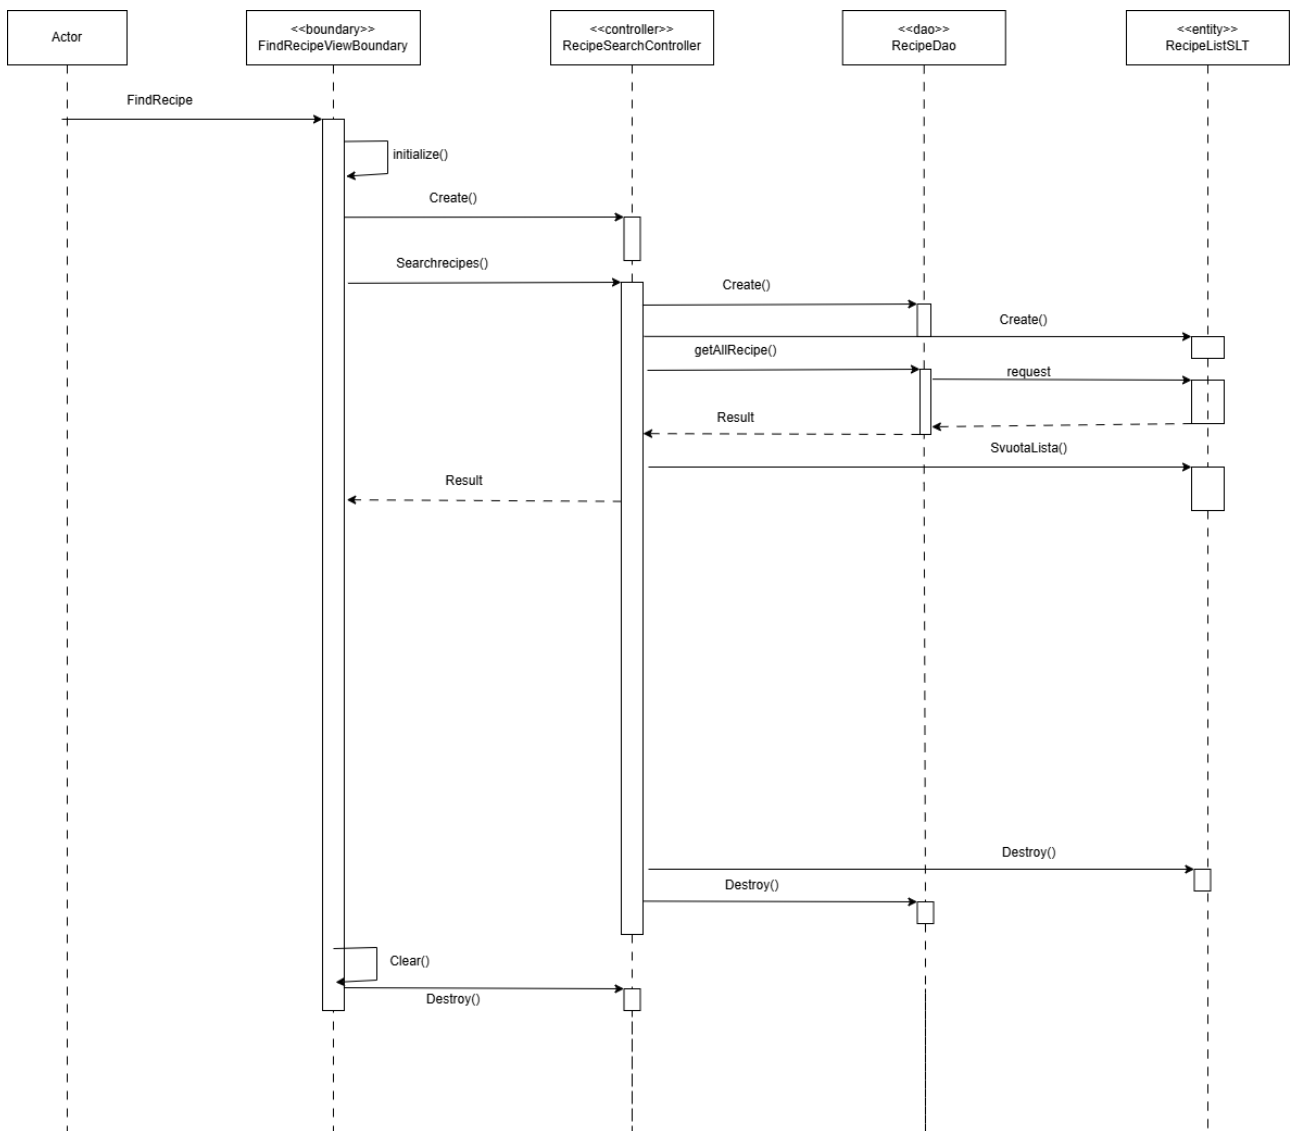 Actor
<<boundary>>
FindRecipeViewBoundary
<<controller>>
RecipeSearchController
<<dao>>
RecipeDao
<<entity>>
RecipeListSLT
FindRecipe
initialize()
Create()
Searchrecipes()
Create()
Create()
getAllRecipe()
request
Result
SvuotaLista()
Result
Destroy()
Destroy()
Clear()
Destroy()